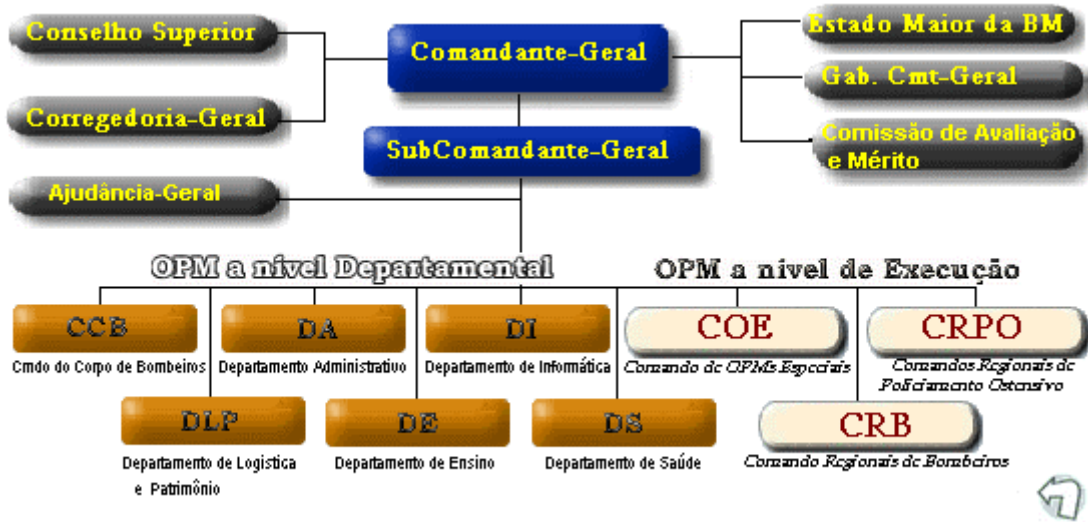 Conselho Superior
Comandante-Geral
Estado Maior da BM
Gab. Cmt-Geral
Corregedoria-Geral
SubComandante-Geral
Comissão de Avaliação
e Mérito
Ajudância-Geral
OPM a nível Departamental
OPM a nivel de Execução
CCB
DA
DI
COE
CRPO
Cmdo do Corpo de Bombeiros
Departamento Administrativo
Departamento de Informática
Comando de OPMs Especiais
Comandos Regionais de
Policiamento Ostensivo
DLP
DE
DS
CRB
Departamento de Logistica
e Patrimônio
Departamento de Ensino
Departamento de Saúde
Comando Regionais de Bombeiros